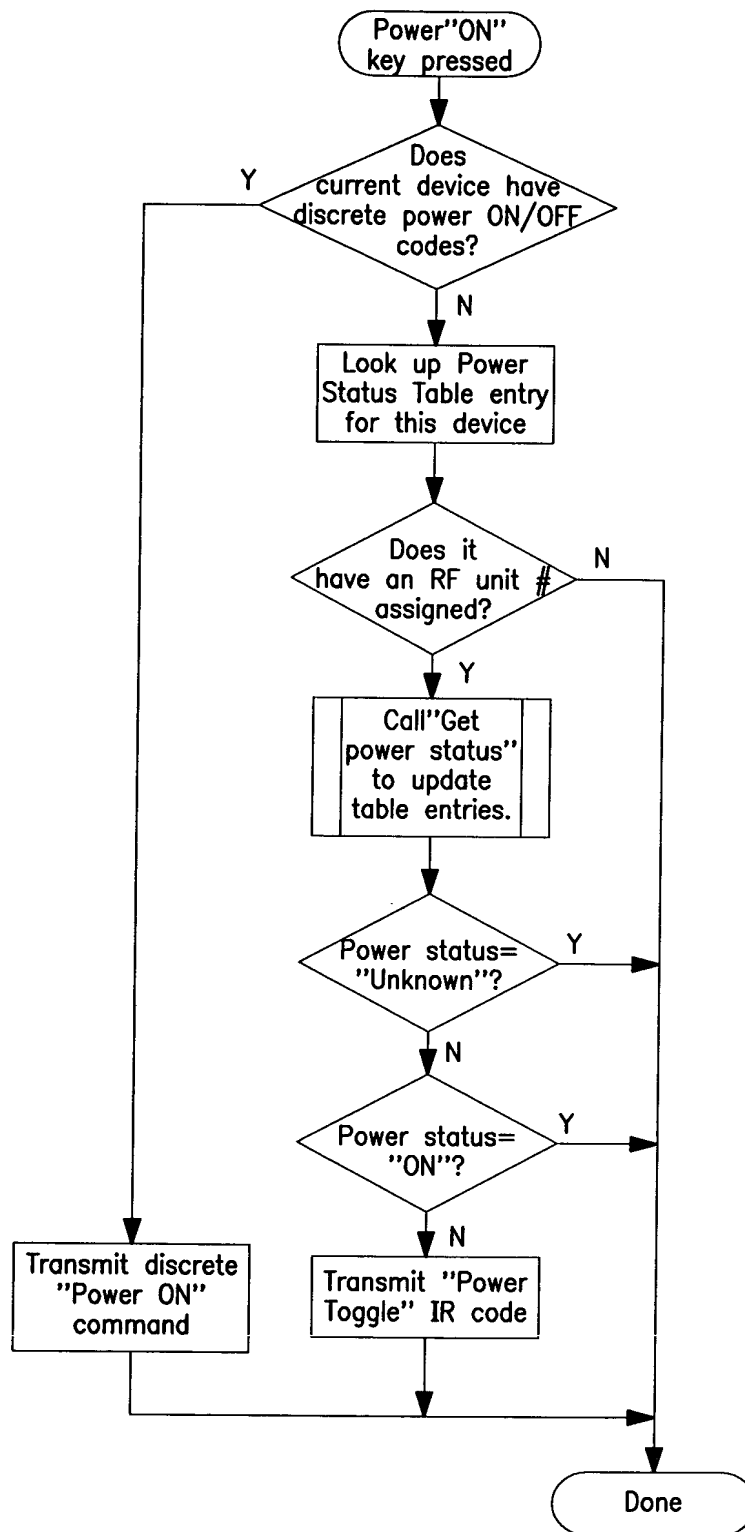 Power"ON"
key pressed
Does
current device have
discrete power ON/OFF
codes?
Y
N
Look up Power
Status Table entry
for this device
Does it
have an RF unit #
assigned?
N
Y
Call"Get
power status"
to update
table entries.
Power status=
"Unknown"?
Y
N
Power status=
"ON"?
Y
N
Transmit discrete
"Power ON"
command
Transmit "Power
Toggle" IR code
Done